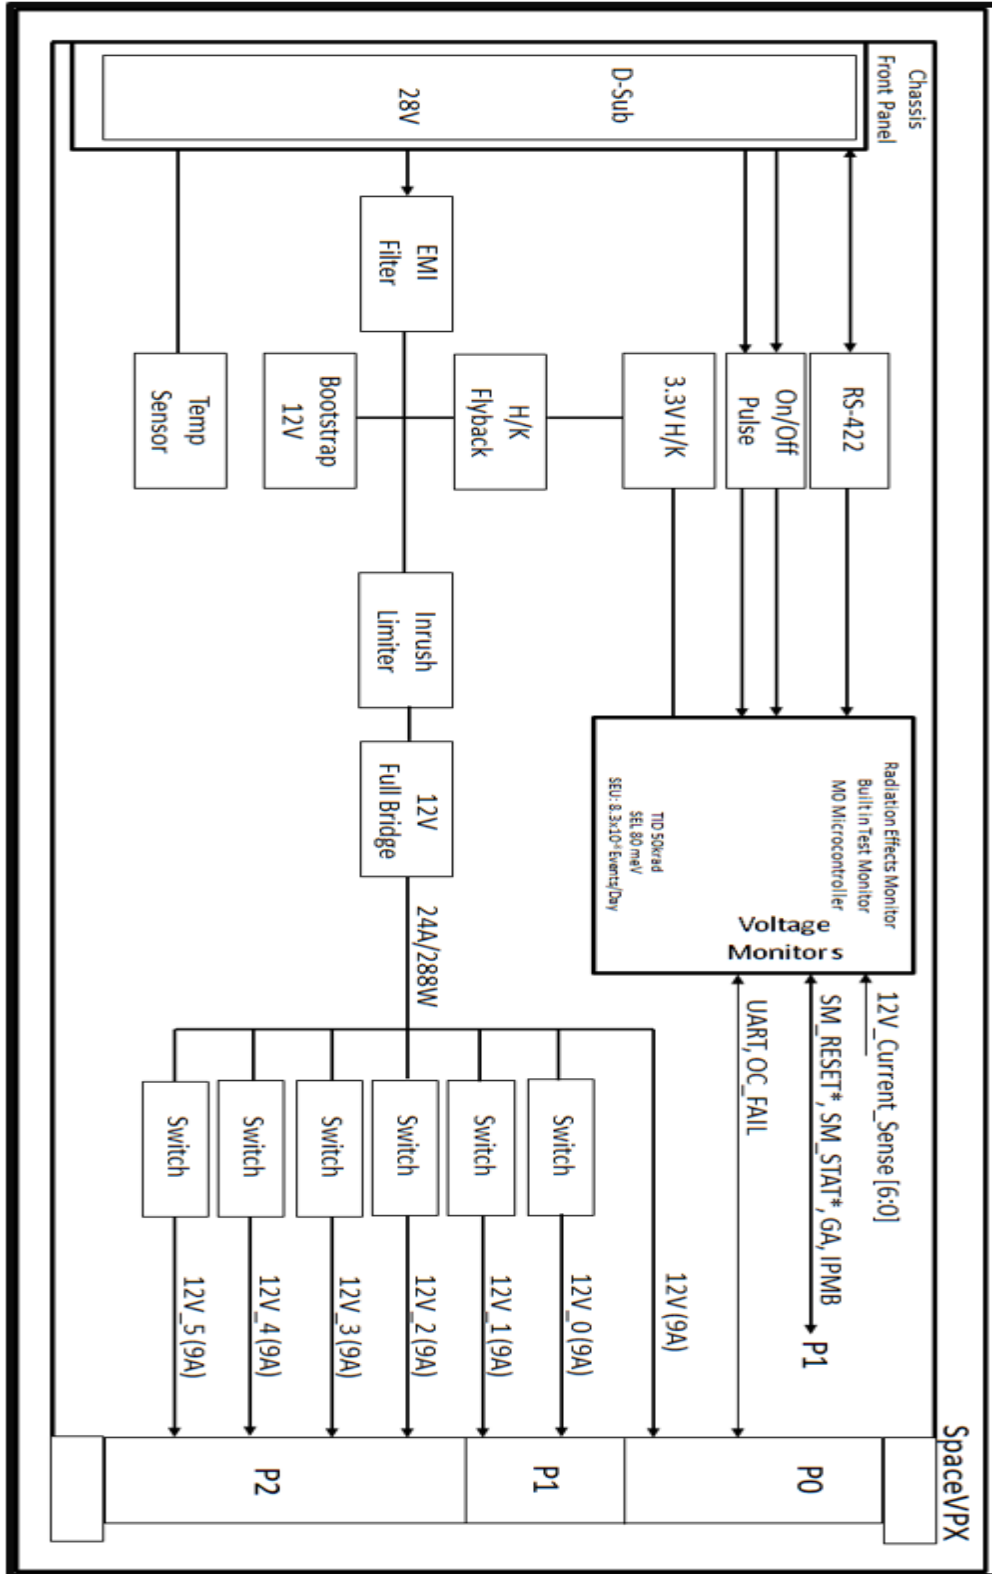 SpaceVPX
Chassis
Front Panel
D-Sub
28V
RS-422
On/Off
Pulse
3.3V H/K
H/K
Flyback
EMI
Filter
Bootstrap
12V
Temp
Sensor
Inrush
Limiter
12V
Full Bridge
24A/288W
Radiation Effects Monitor
Built in Test Monitor
M0 Microcontroller
TID 50krad
SEL 80 meV
Voltage
Monitors
12V_Current_Sense [6:0]
SM_RESET*, SM_STAT*, GA, IPMB
P1
UART, OC_FAIL
12V (9A)
Switch
12V_0 (9A)
Switch
12V_1 (9A)
Switch
12V_2 (9A)
Switch
12V_3 (9A)
Switch
12V_4 (9A)
Switch
12V_5 (9A)
P0
P1
P2